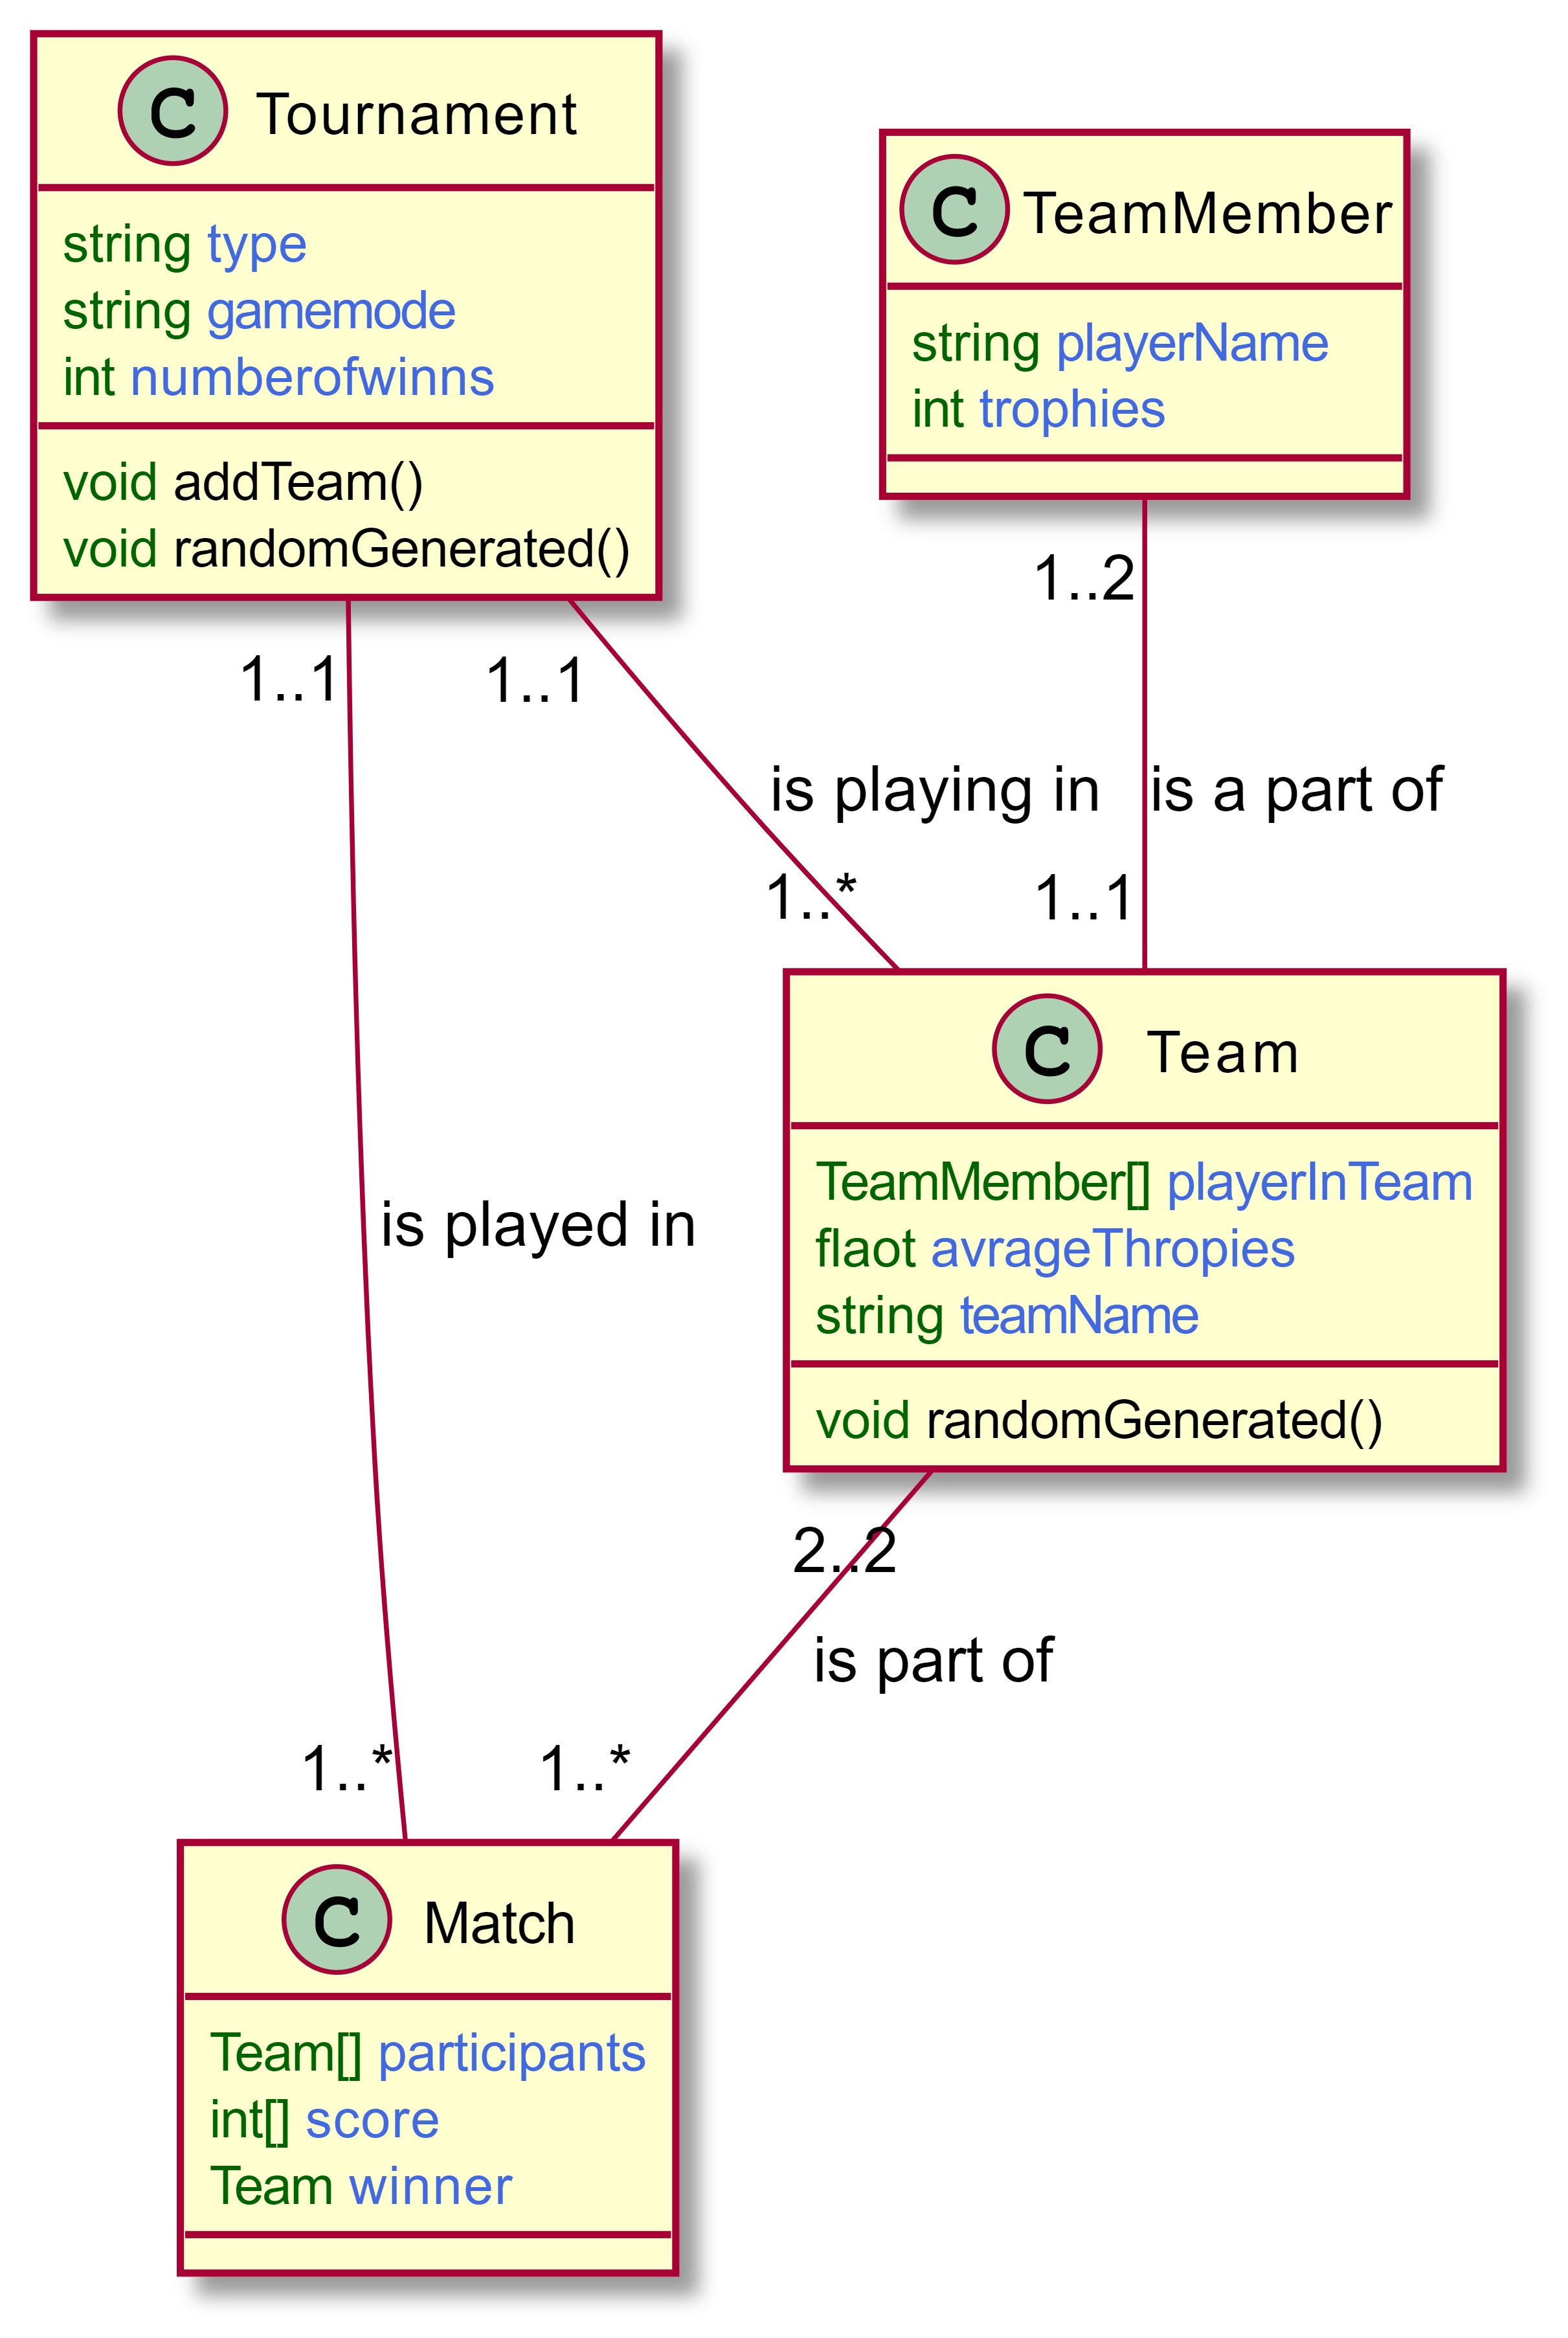 C Tournament
string type
string gamemode
int numberofwinns
void addTeam()
void randomGenerated()
C TeamMember
string playerName
int trophies
1..2
1..1
1..1
is playing in
is a part of
1..*
1..1
C Team
TeamMember[] playerInTeam
flaot avrageThropies
string teamName
void randomGenerated()
is played in
2..2
is part of
1..*
1..*
C Match
Team[] participants
int[] score
Team winner